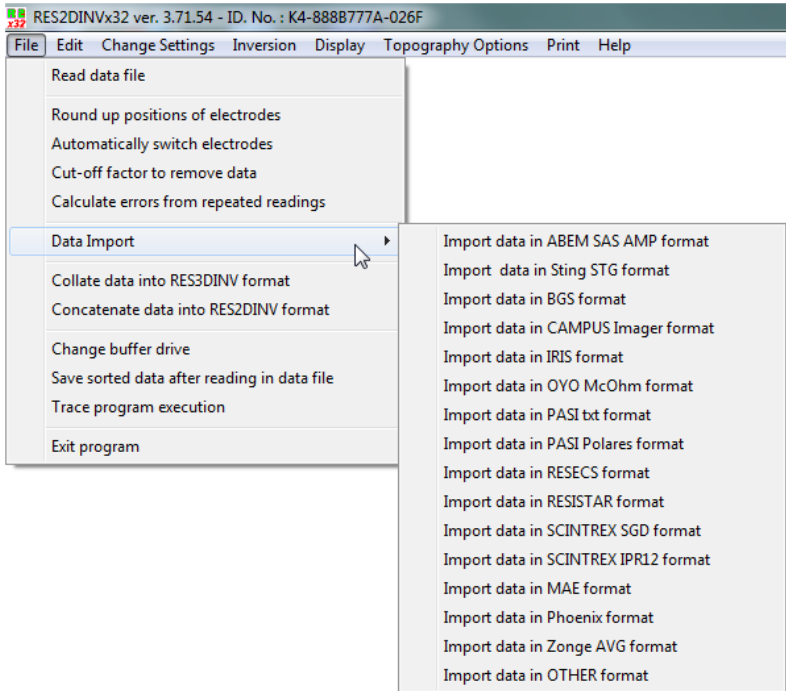 x32 RES2DINVx32 ver. 3.71.54 - ID. No. : K4-888B777A-026F
File Edit Change Settings Inversion Display Topography Options Print Help
Read data file
Round up positions of electrodes
Automatically switch electrodes
Cut-off factor to remove data
Calculate errors from repeated readings
Data Import
Collate data into RES3DINV format
Concatenate data into RES2DINV format
Change buffer drive
Save sorted data after reading in data file
Trace program execution
Exit program
Import data in ABEM SAS AMP format
Import  data in Sting STG format
Import data in BGS format
Import data in CAMPUS Imager format
Import data in IRIS format
Import data in OYO McOhm format
Import data in PASI txt format
Import data in PASI Polares format
Import data in RESECS format
Import data in RESISTAR format
Import data in SCINTREX SGD format
Import data in SCINTREX IPR12 format
Import data in MAE format
Import data in Phoenix format
Import data in Zonge AVG format
Import data in OTHER format